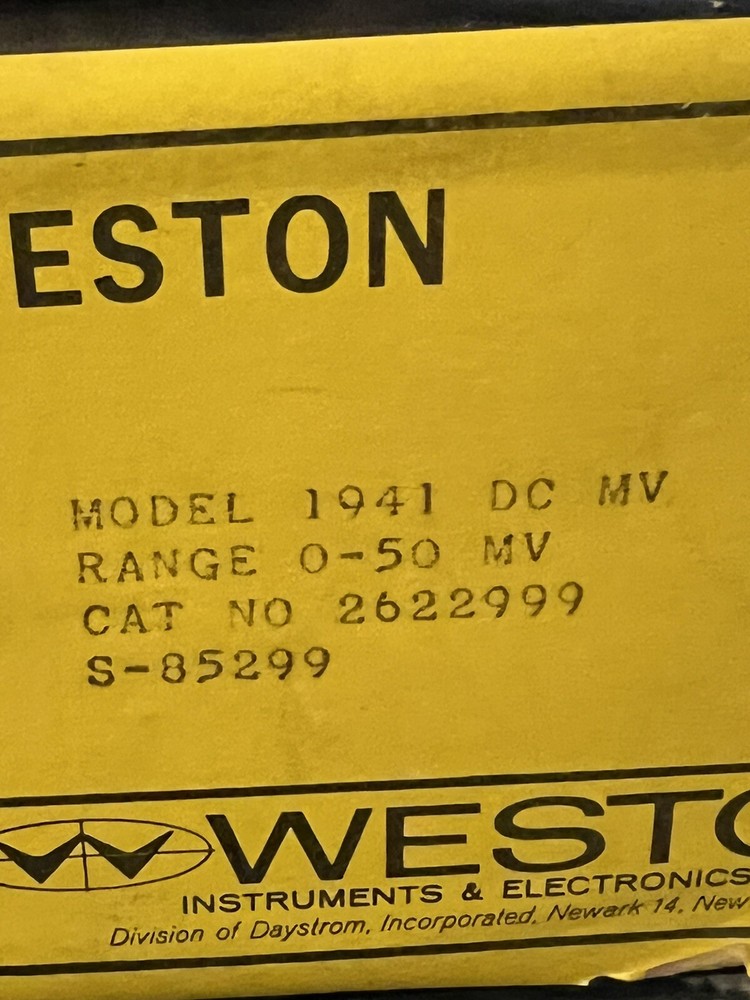 ESTON
MODEL 1941 DC MV
RANGE 0-50 MV
CAT NO 2622999
S-85299
WESTO
INSTRUMENTS & ELECTRONICS
Division of Daystrom, Incorporated, Newark 14, New